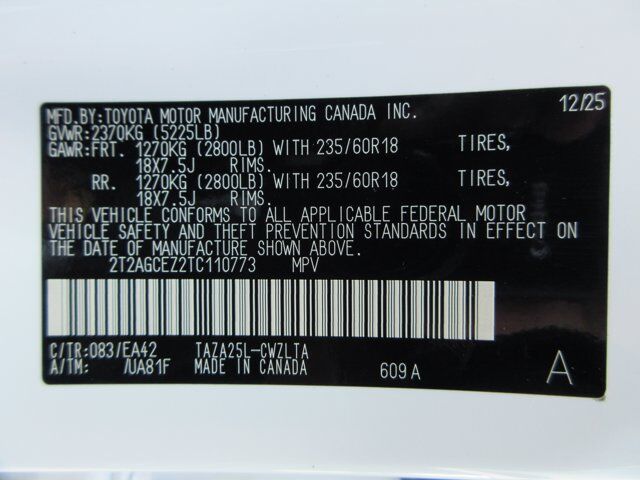 MFD.BY:TOYOTA MOTOR MANUFACTURING CANADA INC. 12/25
GVWR:2370KG (5225LB)
GAWR:FRT. 1270KG (2800LB) WITH 235/60R18 TIRES,
18X7.5J RIMS.
RR. 1270KG (2800LB) WITH 235/60R18 TIRES,
18X7.5J RIMS.
THIS VEHICLE CONFORMS TO ALL APPLICABLE FEDERAL MOTOR
VEHICLE SAFETY AND THEFT PREVENTION STANDARDS IN EFFECT ON
THE DATE OF MANUFACTURE SHOWN ABOVE.
2T2AGCEZ2TC110773 MPV
C/TR:083/EA42 TAZA25L-CWZLTA
A/TM: /UA81F MADE IN CANADA 609A A